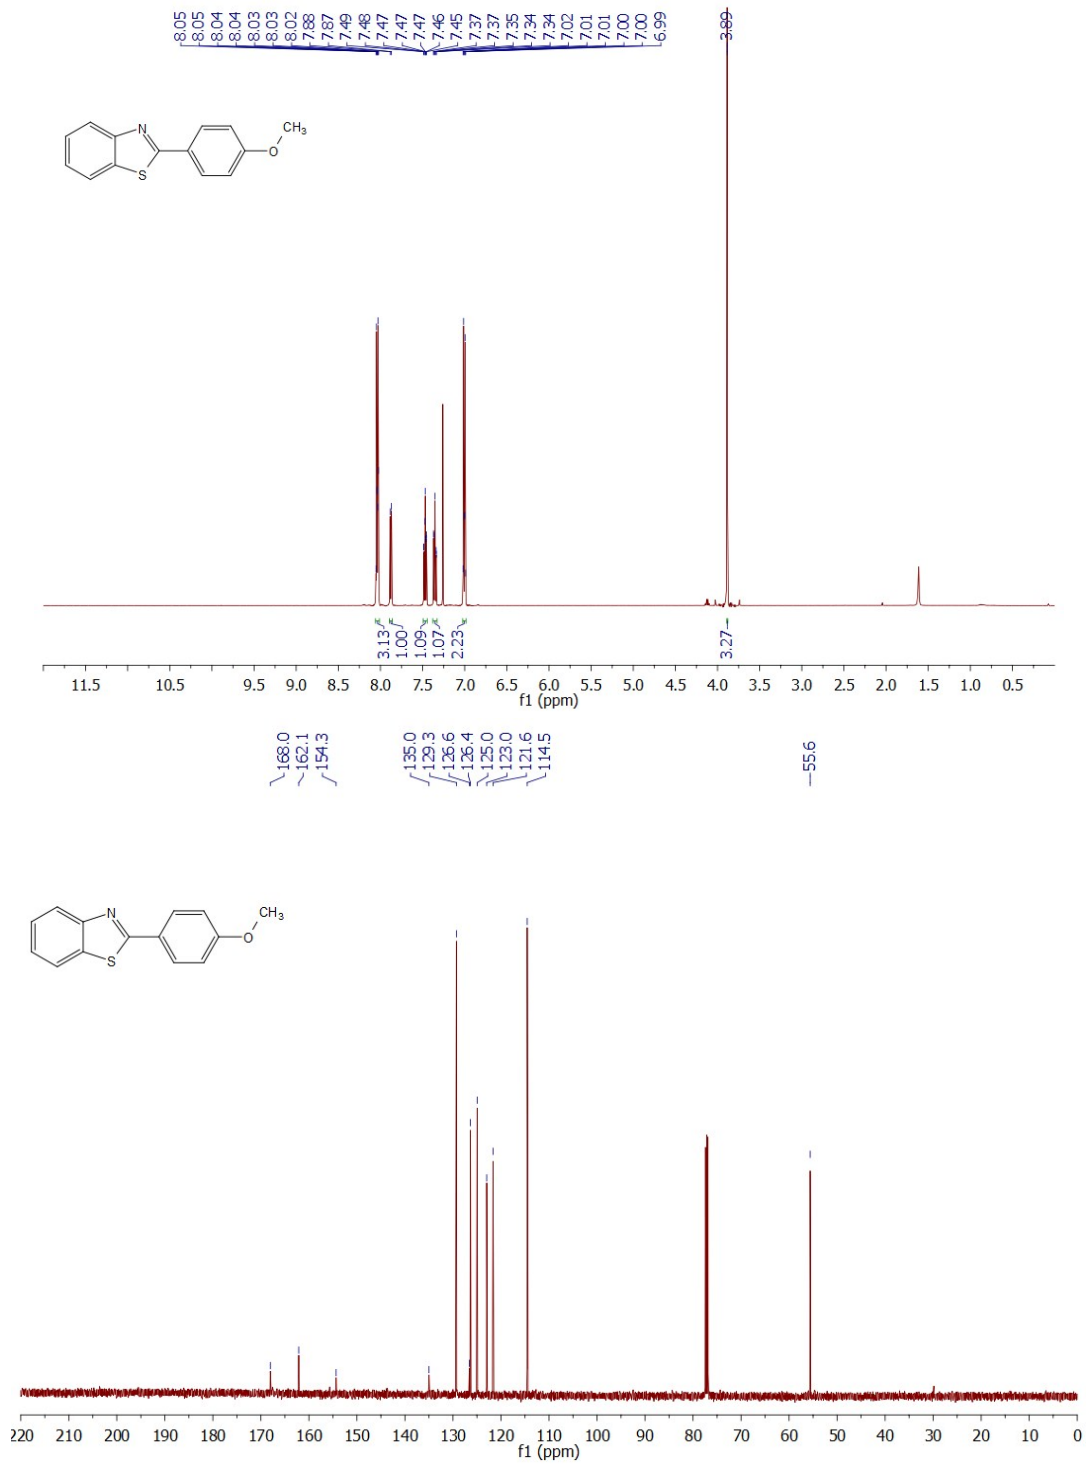 8.05 8.05 8.04 8.04 8.03 8.03 8.02 7.88 7.87 7.49 7.48 7.47 7.47 7.47 7.46 7.45 7.37 7.37 7.35 7.34 7.34 7.02 7.01 7.01 7.00 7.00 6.99 3.89
CH3
N
O
S
3.13 1.00 1.09 1.07 2.23 3.27
11.5 10.5 9.5 9.0 8.5 8.0 7.5 7.0 6.5 6.0 5.5 5.0 4.5 4.0 3.5 3.0 2.5 2.0 1.5 1.0 0.5
f1 (ppm)
168.0 162.1 154.3 135.0 129.3 126.6 126.4 125.0 123.0 121.6 114.5 55.6
CH3
N
O
S
220 210 200 190 180 170 160 150 140 130 120 110 100 90 80 70 60 50 40 30 20 10 0
f1 (ppm)